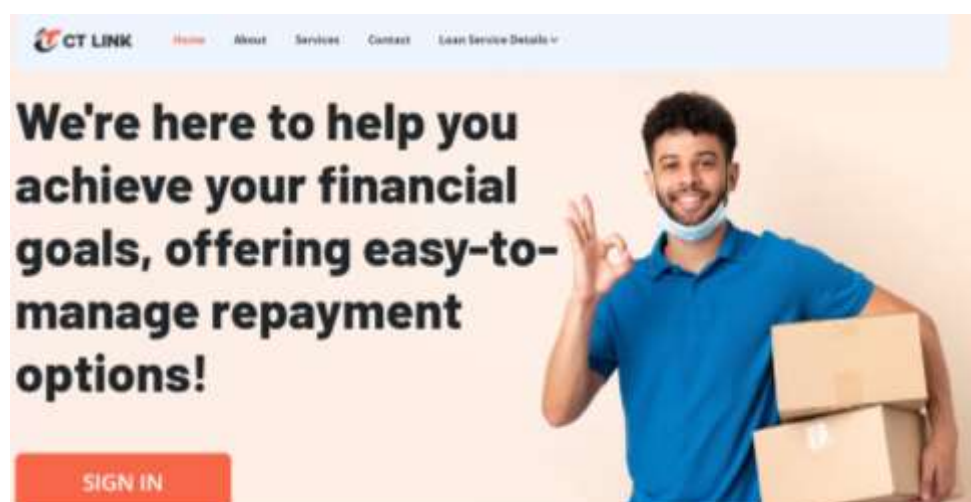 CT LINK
Home About Services Contact Loan Service Details
We're here to help you
achieve your financial
goals, offering easy-to-
manage repayment
options!
SIGN IN